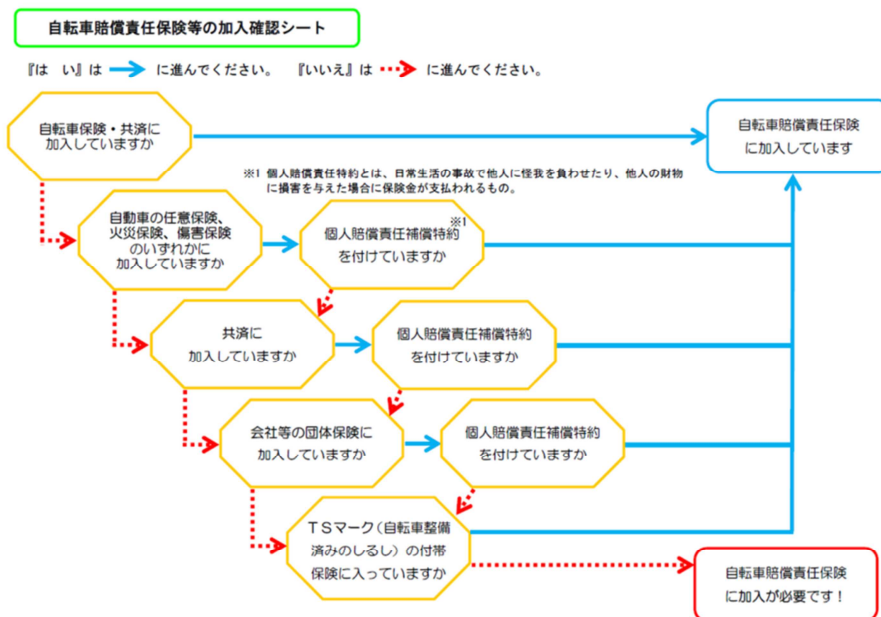 自転車賠償責任保険等の加入確認シート
『は　い』は に進んでください。 『いいえ』は に進んでください。
自転車保険・共済に
加入していますか
自転車賠償責任保険
に加入しています
※1 個人賠償責任特約とは、日常生活の事故で他人に怪我を負わせたり、他人の財物
に損害を与えた場合に保険金が支払われるもの。
自動車の任意保険、
火災保険、傷害保険
のいずれかに
加入していますか
※1
個人賠償責任補償特約
を付けていますか
共済に
加入していますか
個人賠償責任補償特約
を付けていますか
会社等の団体保険に
加入していますか
個人賠償責任補償特約
を付けていますか
TSマーク(自転車整備
済みのしるし)の付帯
保険に入っていますか
自転車賠償責任保険
に加入が必要です！